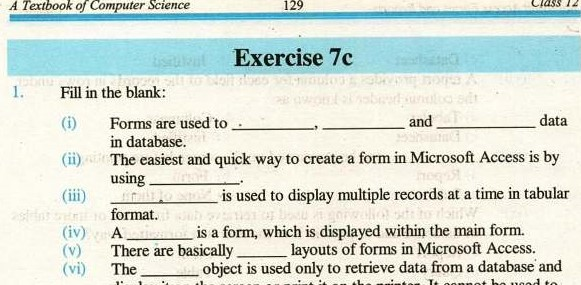 A Textbook of Computer Science 129 Class 12
Exercise 7c
1. Fill in the blank:
(i) Forms are used to ________, ________ and ________ data
in database.
(ii) The easiest and quick way to create a form in Microsoft Access is by
using ________.
(iii) ________ is used to display multiple records at a time in tabular
format.
(iv) A ________ is a form, which is displayed within the main form.
(v) There are basically ________ layouts of forms in Microsoft Access.
(vi) The ________ object is used only to retrieve data from a database and